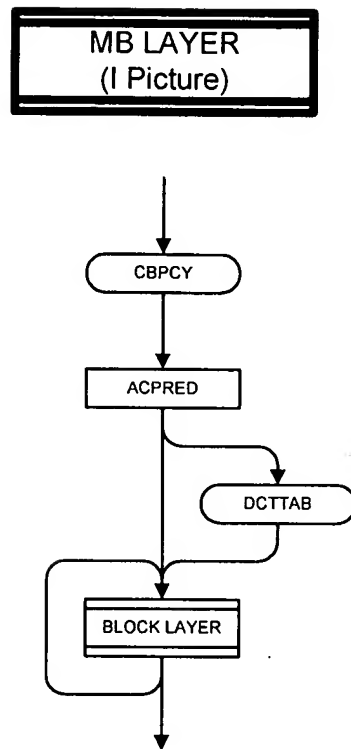 MB LAYER
(I Picture)
CBPCY
ACPRED
DCTTAB
BLOCK LAYER